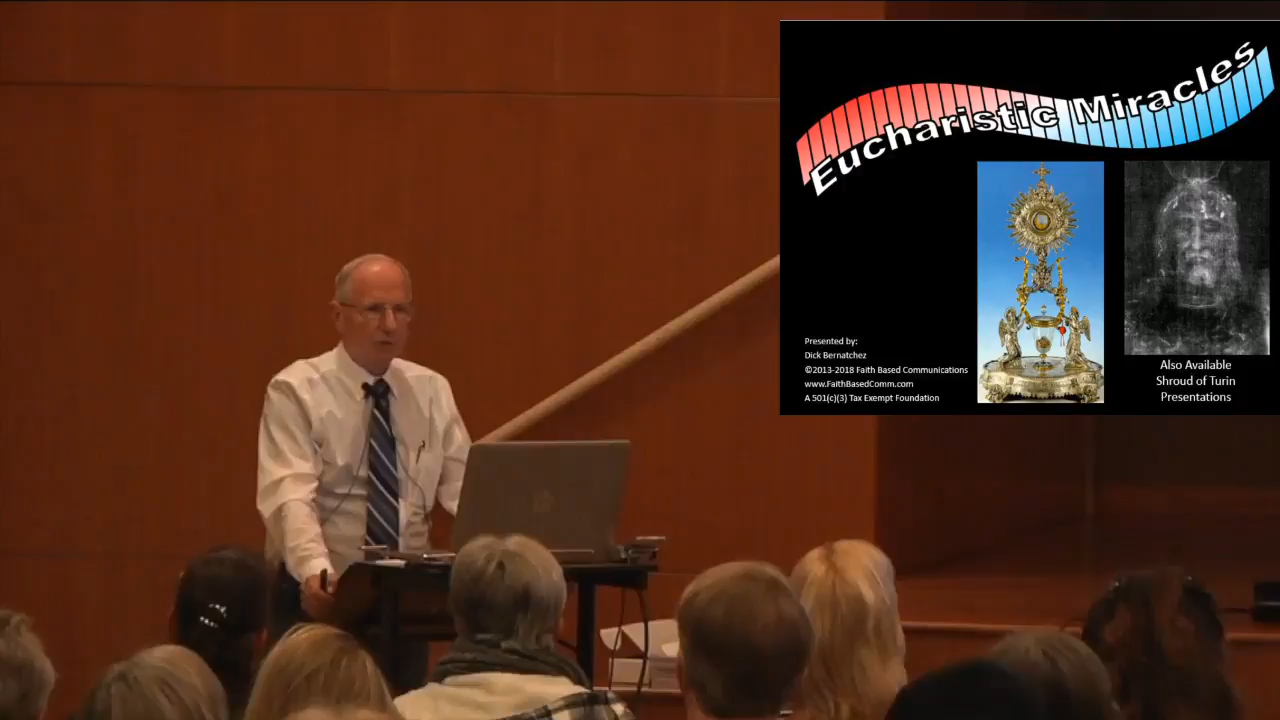 Eucharistic Miracles
Presented by:
Dick Bernatchez
©2013-2018 Faith Based Communications
www.FaithBasedComm.com
A 501(c)(3) Tax Exempt Foundation
Also Available
Shroud of Turin
Presentations